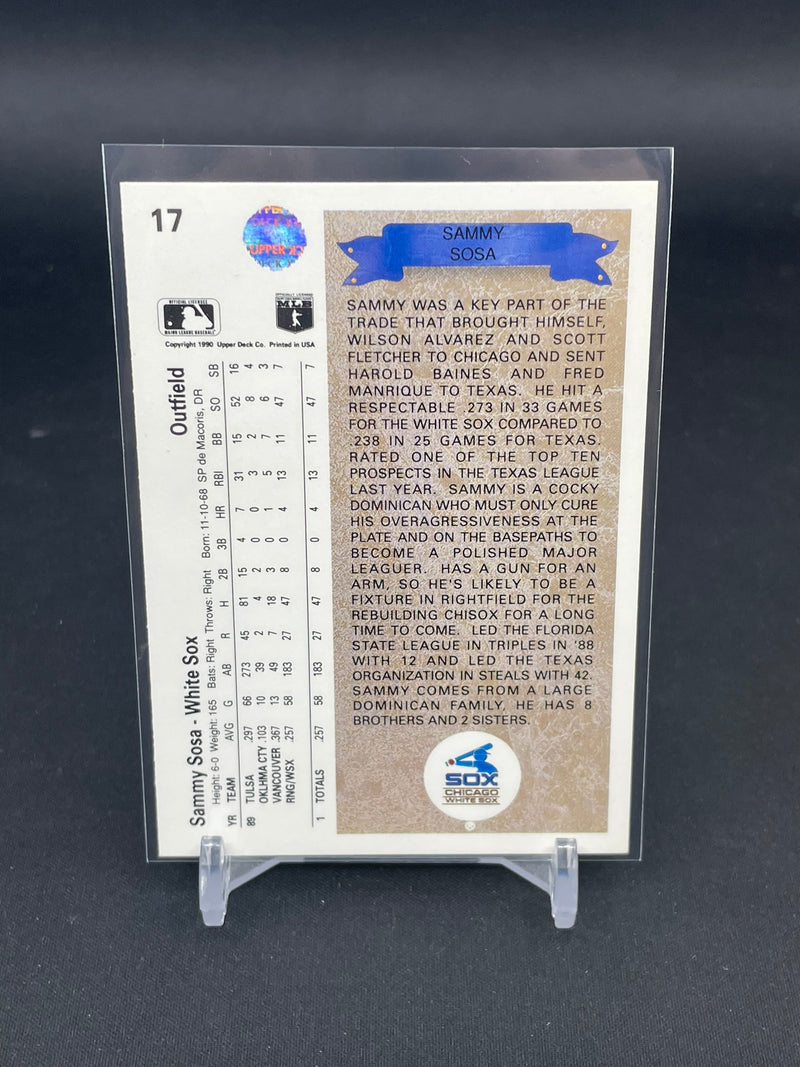 17
UPPER
DECK
UPPER
DECK
OFFICIAL LICENSEE
MAJOR LEAGUE BASEBALL
OFFICIALLY LICENSED
MLB
Copyright 1990 Upper Deck Co. Printed in USA
Sammy Sosa - White Sox Outfield
Height: 6-0 Weight: 165 Bats: Right Throws: Right Born: 11-10-68 SP de Macoris, DR
YR TEAM AVG G AB R H 2B 3B HR RBI BB SO SB
89 TULSA .297 66 273 45 81 15 4 7 31 15 52 16
OKLHMA CTY .103 10 39 2 4 2 0 0 3 2 8 4
VANCOUVER .367 13 49 7 18 3 0 1 5 7 6 3
RNG/WSX .257 58 183 27 47 8 0 4 13 11 47 7
1 TOTALS .257 58 183 27 47 8 0 4 13 11 47 7
SAMMY
SOSA
SAMMY WAS A KEY PART OF THE
TRADE THAT BROUGHT HIMSELF,
WILSON ALVAREZ AND SCOTT
FLETCHER TO CHICAGO AND SENT
HAROLD BAINES AND FRED
MANRIQUE TO TEXAS. HE HIT A
RESPECTABLE .273 IN 33 GAMES
FOR THE WHITE SOX COMPARED TO
.238 IN 25 GAMES FOR TEXAS.
RATED ONE OF THE TOP TEN
PROSPECTS IN THE TEXAS LEAGUE
LAST YEAR. SAMMY IS A COCKY
DOMINICAN WHO MUST ONLY CURE
HIS OVERAGRESSIVENESS AT THE
PLATE AND ON THE BASEPATHS TO
BECOME A POLISHED MAJOR
LEAGUER. HAS A GUN FOR AN
ARM, SO HE'S LIKELY TO BE A
FIXTURE IN RIGHTFIELD FOR THE
REBUILDING CHISOX FOR A LONG
TIME TO COME. LED THE FLORIDA
STATE LEAGUE IN TRIPLES IN '88
WITH 12 AND LED THE TEXAS
ORGANIZATION IN STEALS WITH 42.
SAMMY COMES FROM A LARGE
DOMINICAN FAMILY, HE HAS 8
BROTHERS AND 2 SISTERS.
SOX
CHICAGO
WHITE SOX